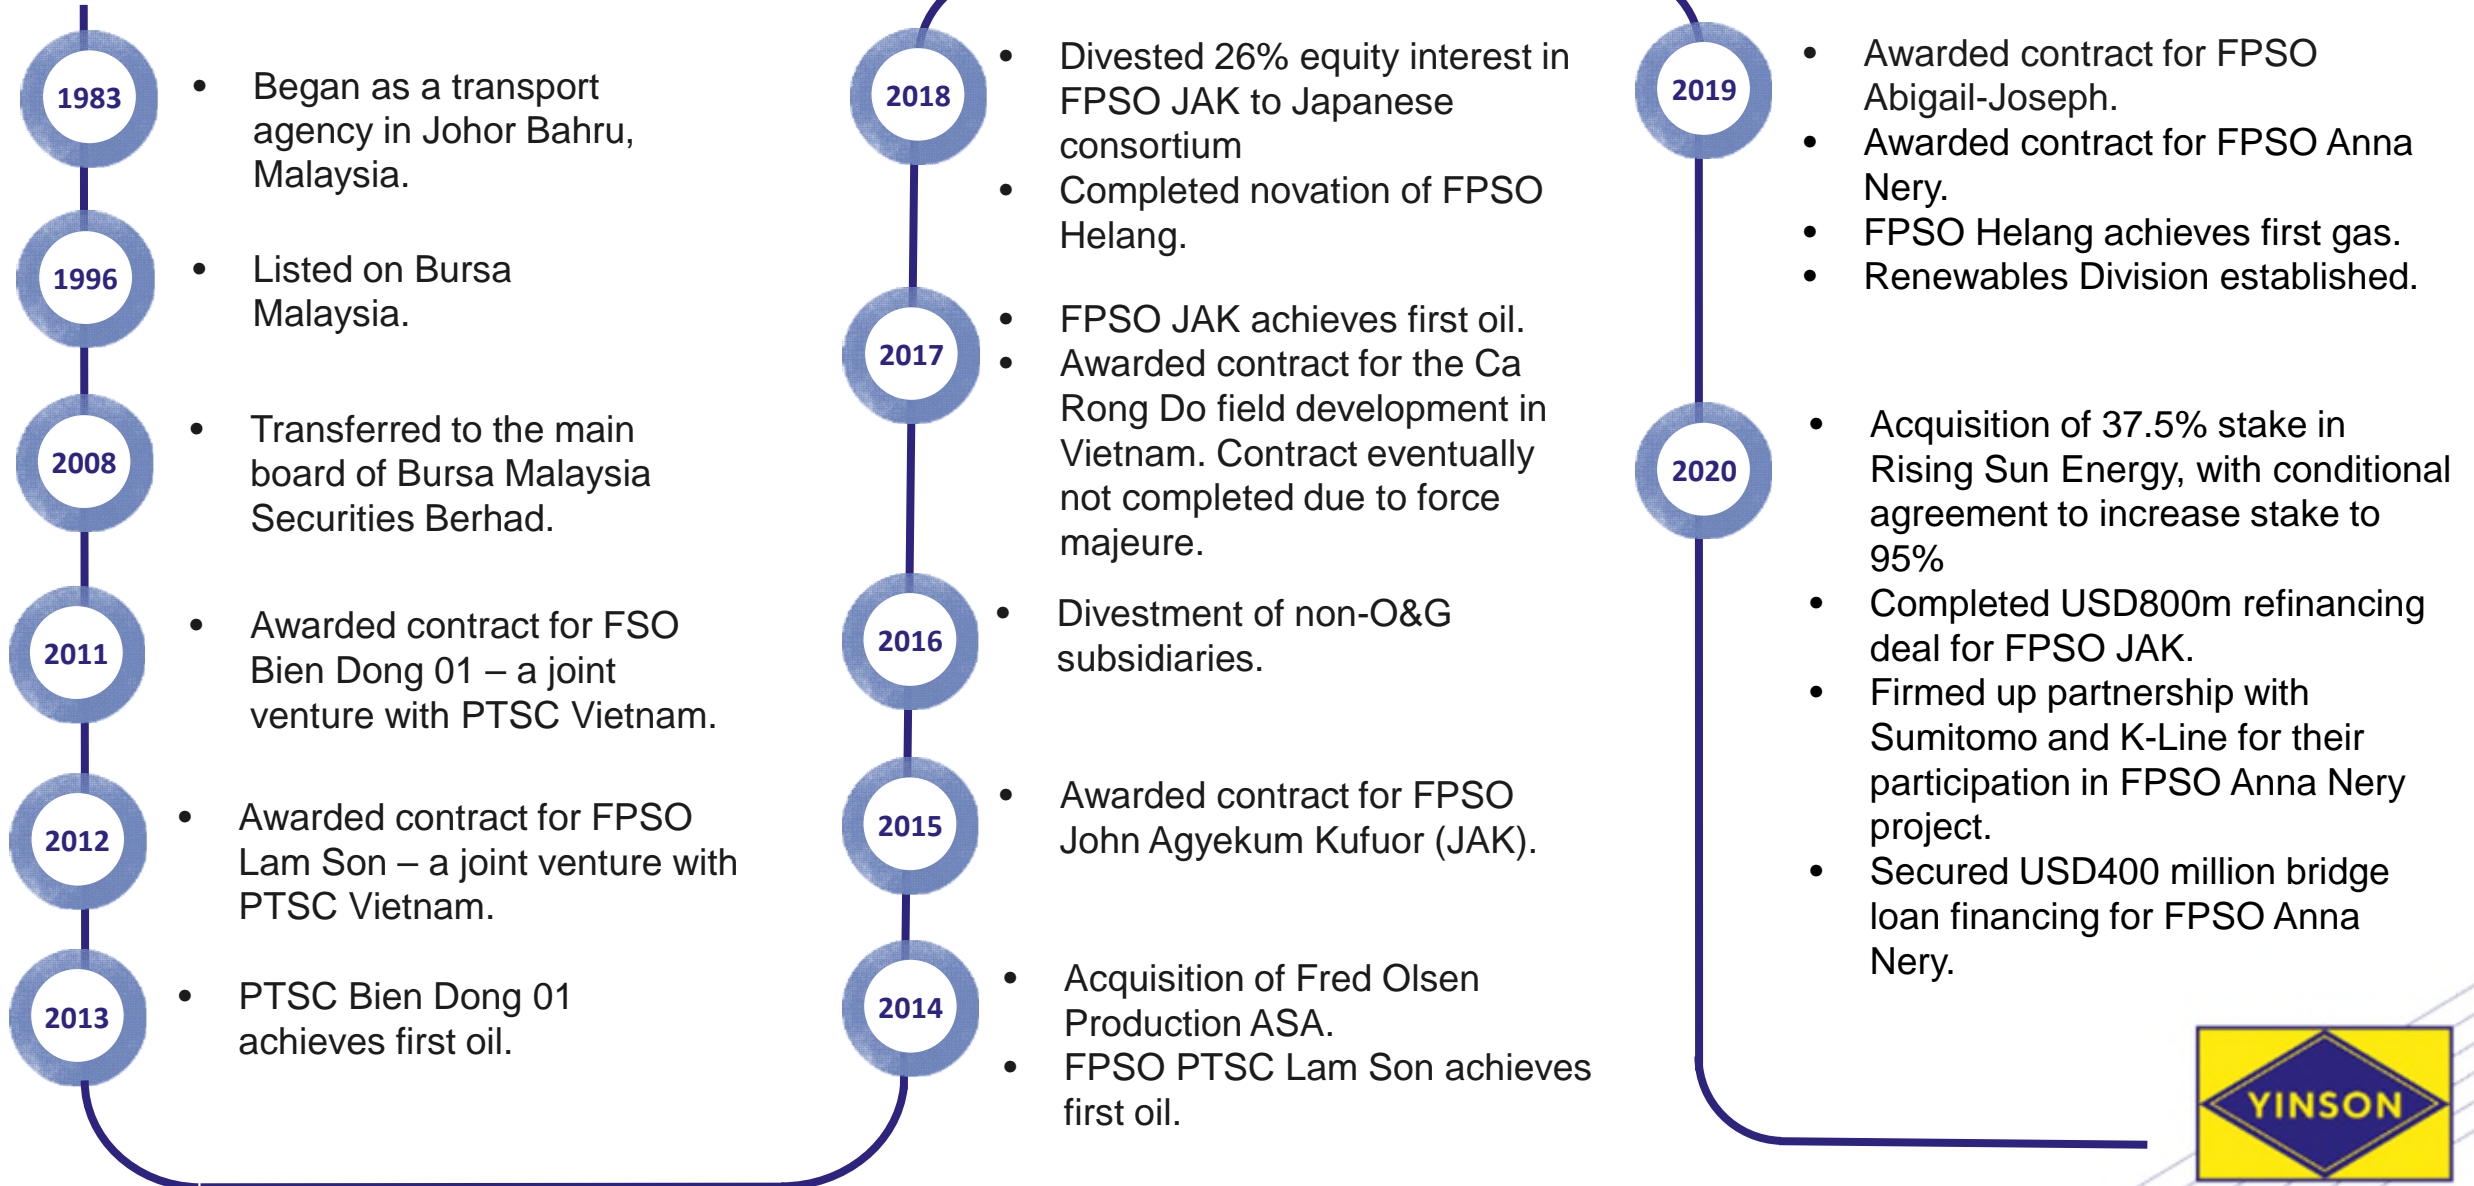 1983
• Began as a transport
agency in Johor Bahru,
Malaysia.
1996
• Listed on Bursa
Malaysia.
2008
• Transferred to the main
board of Bursa Malaysia
Securities Berhad.
2011
• Awarded contract for FSO
Bien Dong 01 – a joint
venture with PTSC Vietnam.
2012
• Awarded contract for FPSO
Lam Son – a joint venture with
PTSC Vietnam.
2013
• PTSC Bien Dong 01
achieves first oil.
2018
• Divested 26% equity interest in
FPSO JAK to Japanese
consortium
• Completed novation of FPSO
Helang.
2017
• FPSO JAK achieves first oil.
• Awarded contract for the Ca
Rong Do field development in
Vietnam. Contract eventually
not completed due to force
majeure.
2016
• Divestment of non-O&G
subsidiaries.
2015
• Awarded contract for FPSO
John Agyekum Kufuor (JAK).
2014
• Acquisition of Fred Olsen
Production ASA.
• FPSO PTSC Lam Son achieves
first oil.
2019
• Awarded contract for FPSO
Abigail-Joseph.
• Awarded contract for FPSO Anna
Nery.
• FPSO Helang achieves first gas.
• Renewables Division established.
2020
• Acquisition of 37.5% stake in
Rising Sun Energy, with conditional
agreement to increase stake to
95%
• Completed USD800m refinancing
deal for FPSO JAK.
• Firmed up partnership with
Sumitomo and K-Line for their
participation in FPSO Anna Nery
project.
• Secured USD400 million bridge
loan financing for FPSO Anna
Nery.
YINSON